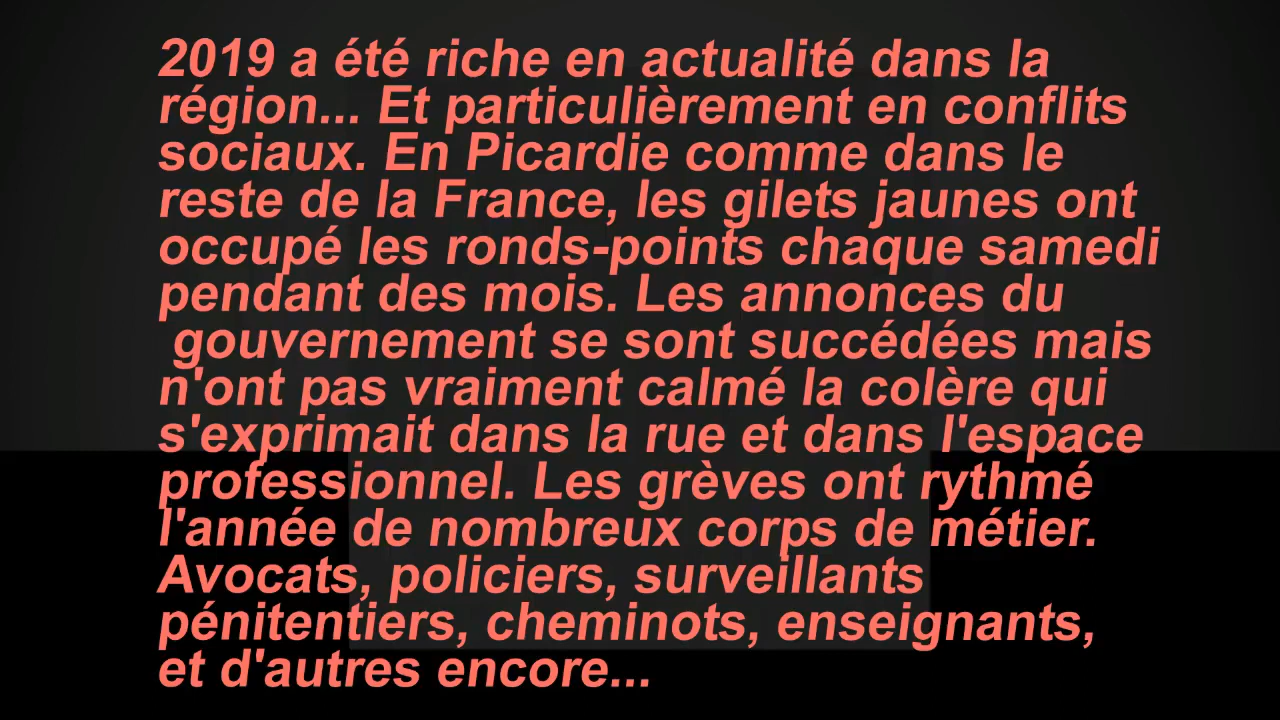 2019 a été riche en actualité dans la
région... Et particulièrement en conflits
sociaux. En Picardie comme dans le
reste de la France, les gilets jaunes ont
occupé les ronds-points chaque samedi
pendant des mois. Les annonces du
gouvernement se sont succédées mais
n'ont pas vraiment calmé la colère qui
s'exprimait dans la rue et dans l'espace
professionnel. Les grèves ont rythmé
l'année de nombreux corps de métier.
Avocats, policiers, surveillants
pénitentiers, cheminots, enseignants,
et d'autres encore...